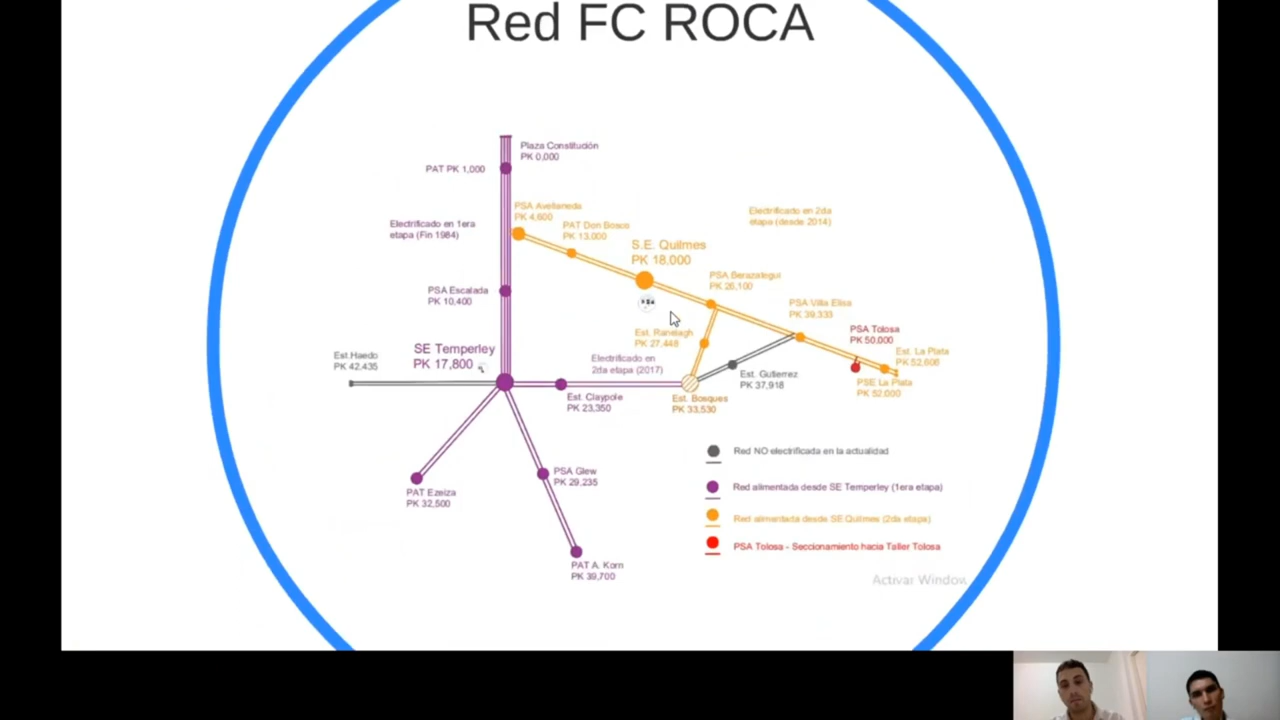 Red FC ROCA
Plaza Constitución
PK 0,000
PAT PK 1,000
PSA Avellaneda
PK 4,600
Electrificado en 1era
etapa (Fin 1984)
PAT Don Bosco
PK 13,000
Electrificado en 2da
etapa (desde 2014)
S.E. Quilmes
PK 18,000
PSA Berazategui
PK 26,100
PSA Escalada
PK 10,400
PSA Villa Elisa
PK 39,333
Est. Ranelagh
PK 27,448
PSA Tolosa
PK 50,000
SE Temperley
PK 17,800
Est.Haedo
PK 42,435
Electrificado en
2da etapa (2017)
Est. La Plata
PK 52,600
Est. Gutierrez
PK 37,918
PSE La Plata
PK 52,000
Est. Claypole
PK 23,350
Est. Bosques
PK 33,530
Red NO electrificada en la actualidad
PSA Glew
PK 29,235
PAT Ezeiza
PK 32,500
Red alimentada desde SE Temperley (1era etapa)
Red alimentada desde SE Quilmes (2da etapa)
PSA Tolosa - Seccionamiento hacia Taller Tolosa
PAT A. Korn
PK 39,700
Activar Window